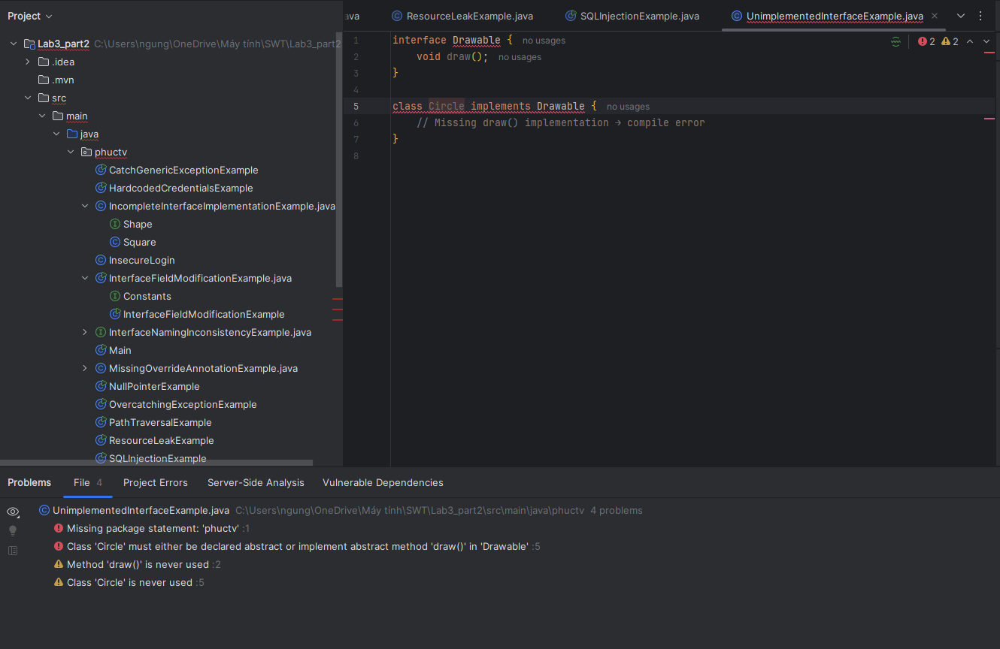 Project
Lab3_part2 C:\Users\ngung\OneDrive\Máy tính\SWT\Lab3_part2
.idea
.mvn
src
main
java
phuctv
CatchGenericExceptionExample
HardcodedCredentialsExample
IncompleteInterfaceImplementationExample.java
Shape
Square
InsecureLogin
InterfaceFieldModificationExample.java
Constants
InterfaceFieldModificationExample
InterfaceNamingInconsistencyExample.java
Main
MissingOverrideAnnotationExample.java
NullPointerExample
OvercatchingExceptionExample
PathTraversalExample
ResourceLeakExample
SQLInjectionExample
ava ResourceLeakExample.java SQLInjectionExample.java UnimplementedInterfaceExample.java
2 2
1 interface Drawable { no usages
2 void draw(); no usages
3 }
4
5 class Circle implements Drawable { no usages
6 // Missing draw() implementation → compile error
7 }
8
Problems File 4 Project Errors Server-Side Analysis Vulnerable Dependencies
UnimplementedInterfaceExample.java C:\Users\ngung\OneDrive\Máy tính\SWT\Lab3_part2\src\main\java\phuctv 4 problems
Missing package statement: 'phuctv' :1
Class 'Circle' must either be declared abstract or implement abstract method 'draw()' in 'Drawable' :5
Method 'draw()' is never used :2
Class 'Circle' is never used :5